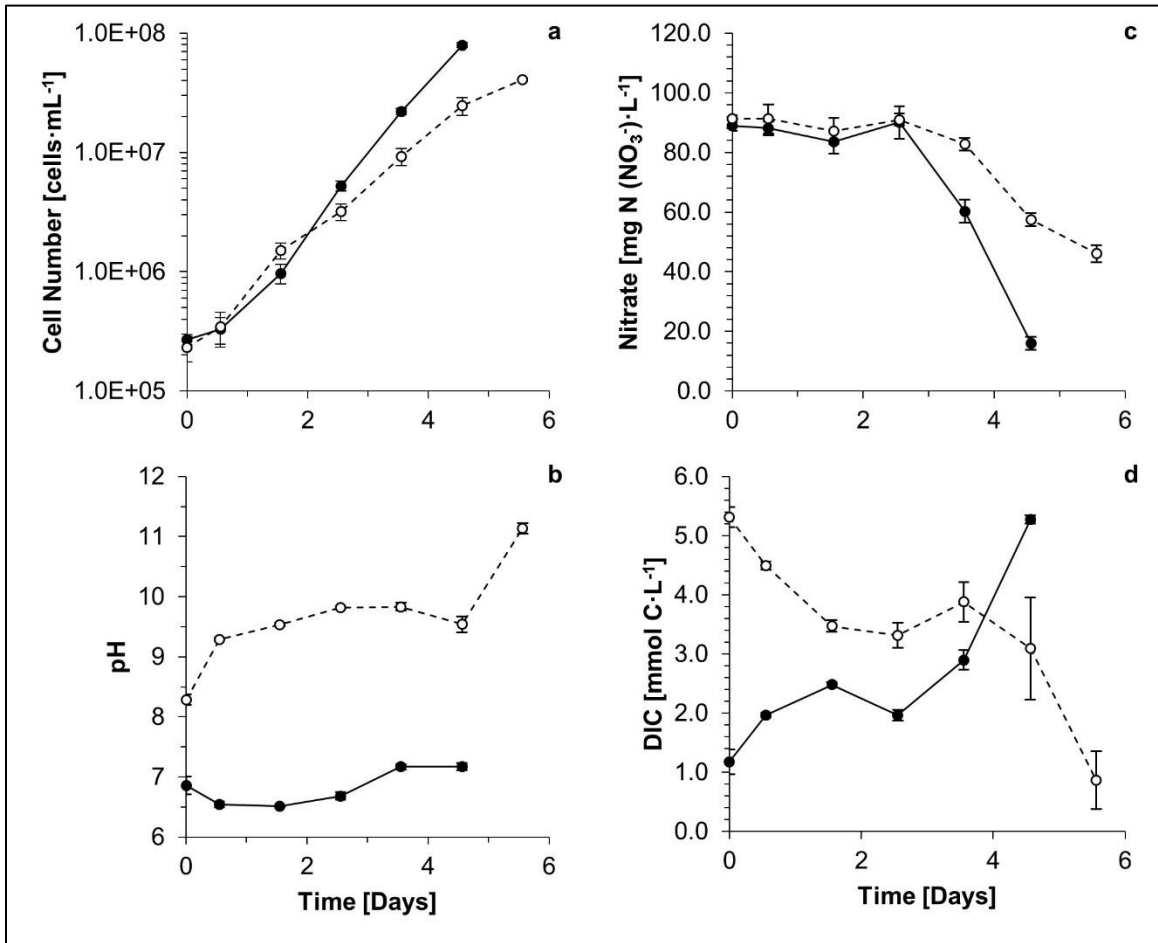 a
Cell Number [cells·mL⁻¹]
1.0E+08
1.0E+07
1.0E+06
1.0E+05
0 2 4 6
c
Nitrate [mg N (NO₃⁻)·L⁻¹]
120.0
100.0
80.0
60.0
40.0
20.0
0.0
0 2 4 6
b
pH
12
11
10
9
8
7
6
0 2 4 6
Time [Days]
d
DIC [mmol C·L⁻¹]
6.0
5.0
4.0
3.0
2.0
1.0
0.0
0 2 4 6
Time [Days]